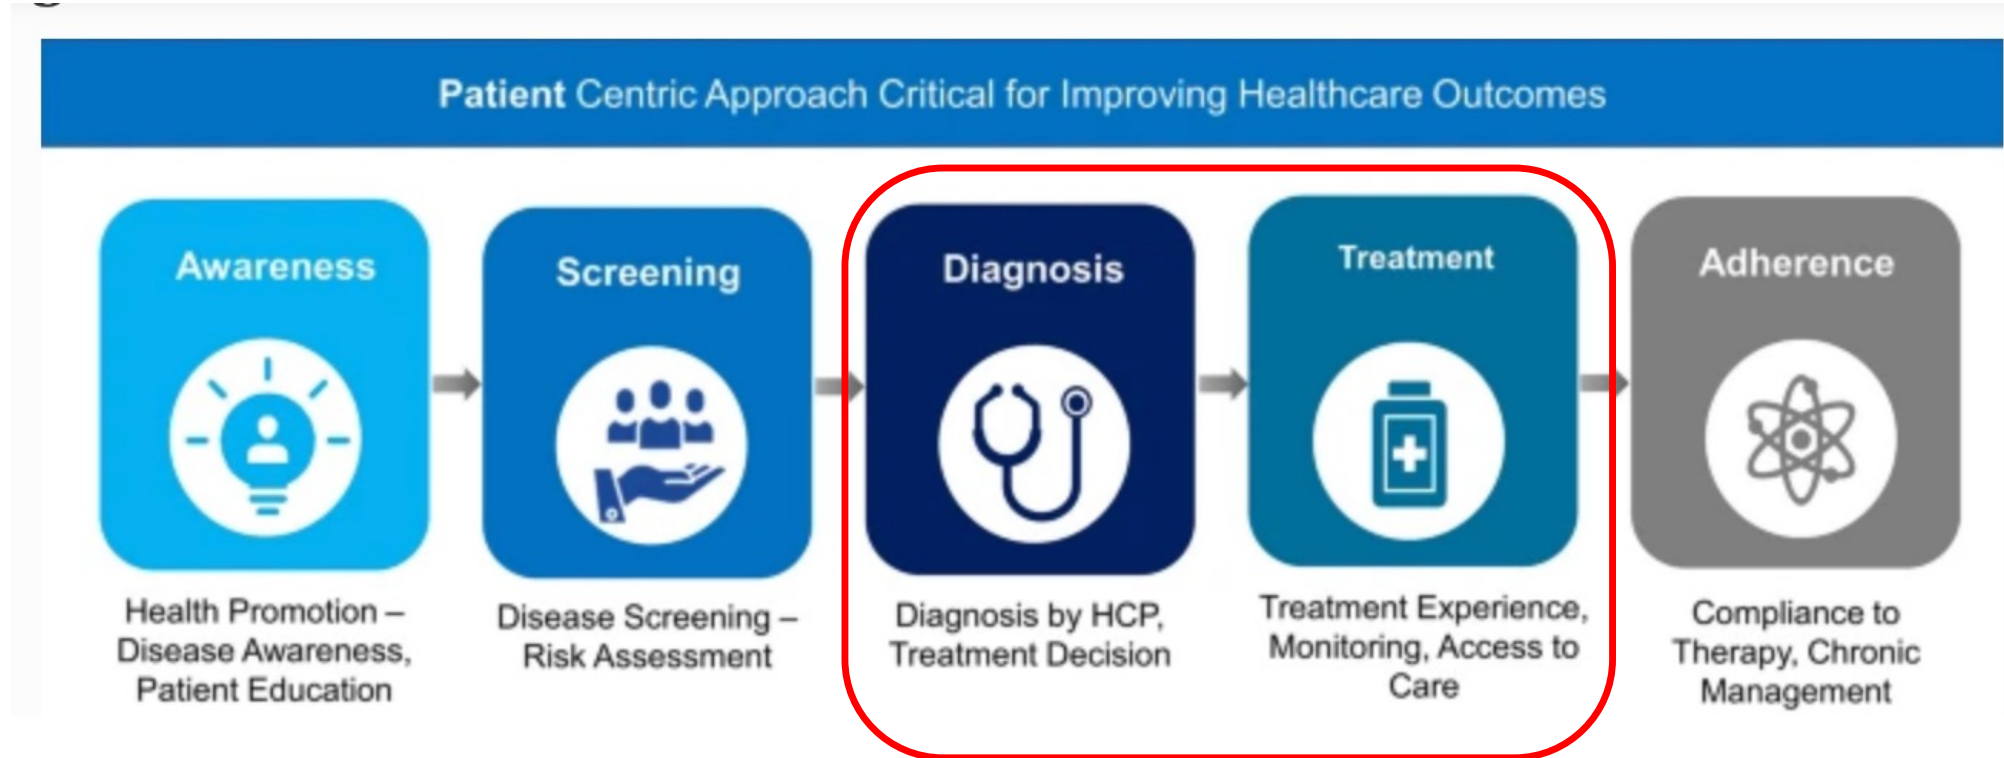 Patient Centric Approach Critical for Improving Healthcare Outcomes
Awareness
Health Promotion –
Disease Awareness,
Patient Education
Screening
Disease Screening –
Risk Assessment
Diagnosis
Diagnosis by HCP,
Treatment Decision
Treatment
Treatment Experience,
Monitoring, Access to
Care
Adherence
Compliance to
Therapy, Chronic
Management